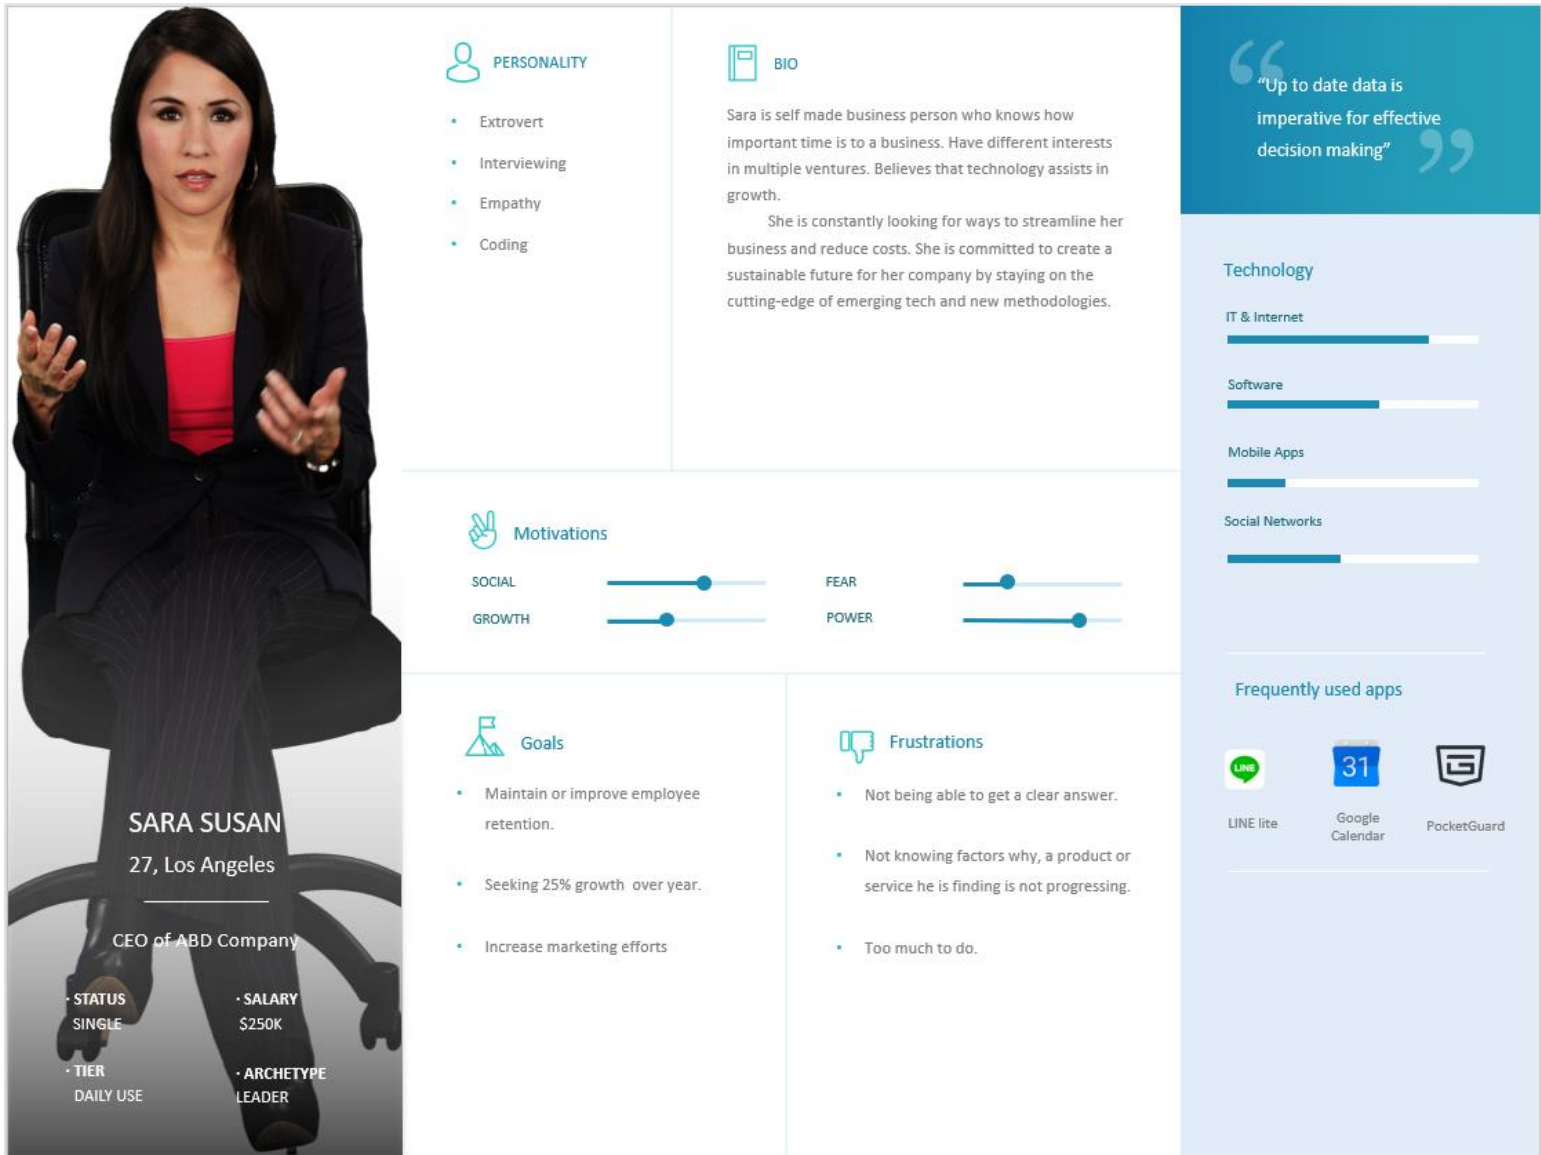 SARA SUSAN
27, Los Angeles
CEO of ABD Company
· STATUS
SINGLE
· SALARY
$250K
· TIER
DAILY USE
· ARCHETYPE
LEADER
PERSONALITY
• Extrovert
• Interviewing
• Empathy
• Coding
BIO
Sara is self made business person who knows how
important time is to a business. Have different interests
in multiple ventures. Believes that technology assists in
growth.
She is constantly looking for ways to streamline her
business and reduce costs. She is committed to create a
sustainable future for her company by staying on the
cutting-edge of emerging tech and new methodologies.
Motivations
SOCIAL
GROWTH
FEAR
POWER
Goals
• Maintain or improve employee
retention.
• Seeking 25% growth  over year.
• Increase marketing efforts
Frustrations
• Not being able to get a clear answer.
• Not knowing factors why, a product or
service he is finding is not progressing.
• Too much to do.
“Up to date data is
imperative for effective
decision making”
Technology
IT & Internet
Software
Mobile Apps
Social Networks
Frequently used apps
LINE
LINE lite
31
Google
Calendar
G
PocketGuard